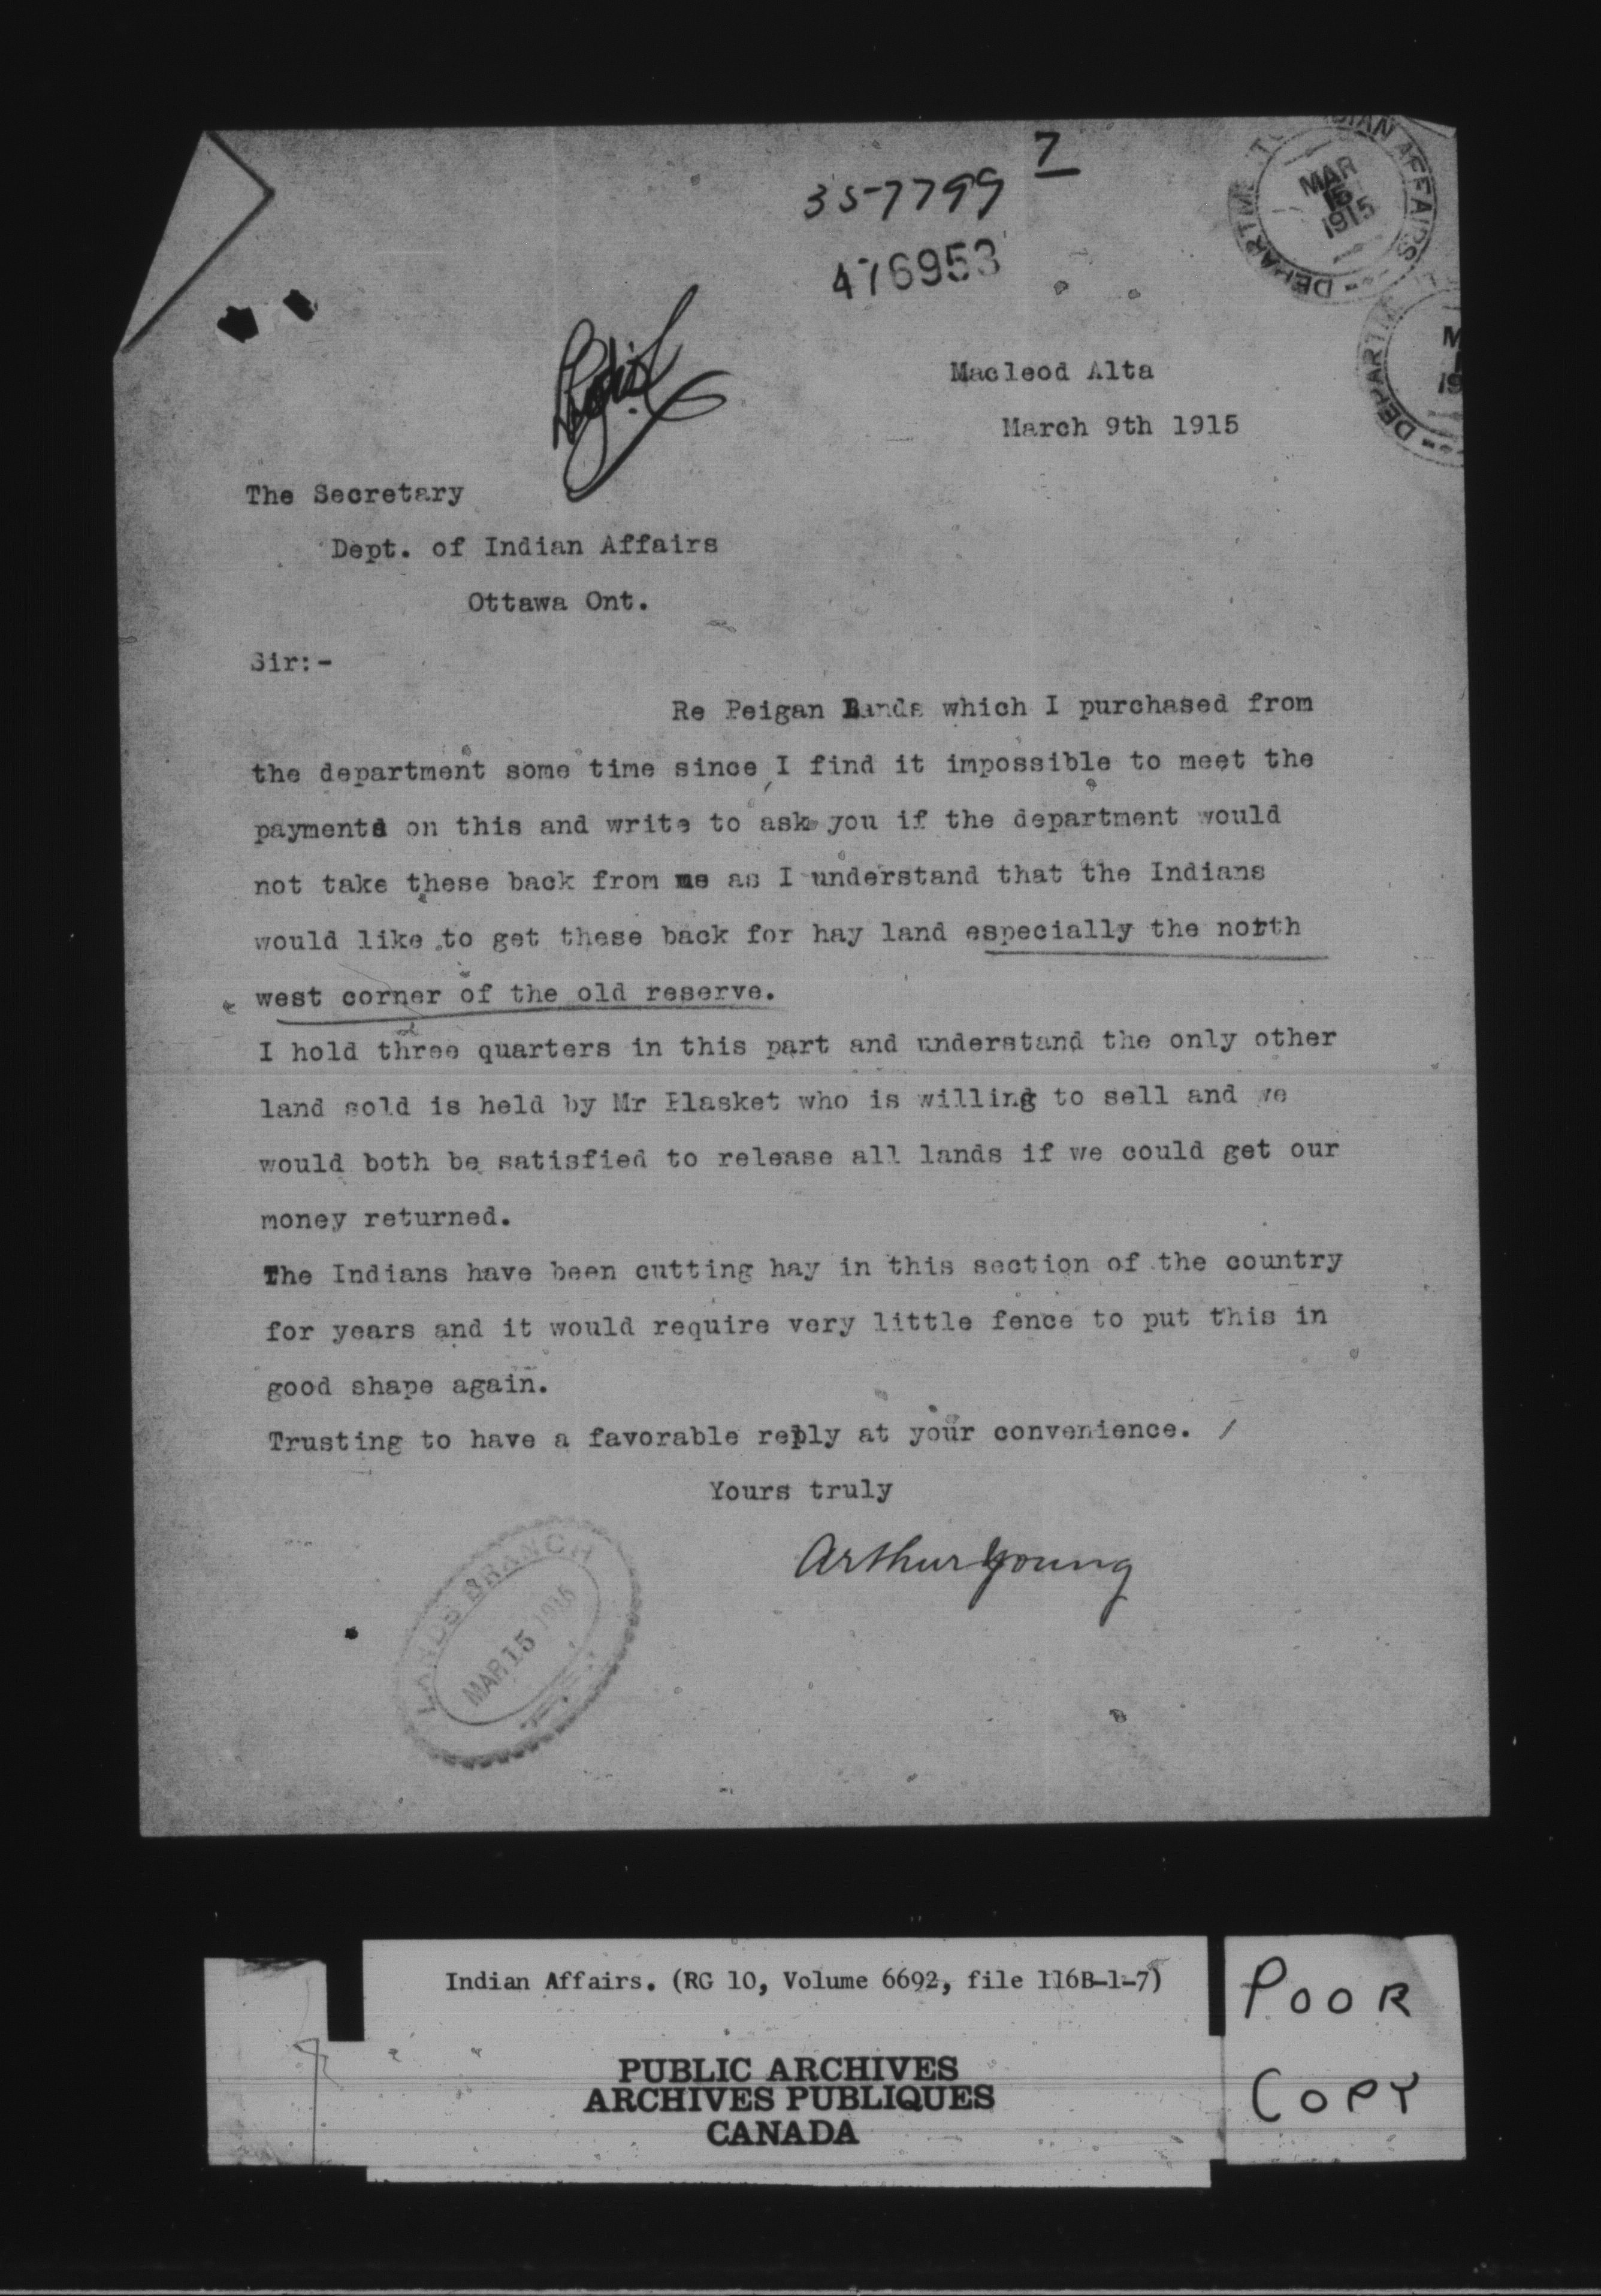 7
357799
476953
DEPARTMENT INDIAN AFFAIRS
MAR
15
1915
DEPARTM
Macleod Alta
March 9th 1915
The Secretary
Dept. of Indian Affairs
Ottawa Ont.
Sir:-
Re Peigan Lands which I purchased from
the department some time since, I find it impossible to meet the
payments on this and write to ask you if the department would
not take these back from me as I understand that the Indians
would like to get these back for hay land especially the north
west corner of the old reserve.
I hold three quarters in this part and understand the only other
land sold is held by Mr Plasket who is willing to sell and we
would both be satisfied to release all lands if we could get our
money returned.
The Indians have been cutting hay in this section of the country
for years and it would require very little fence to put this in
good shape again.
Trusting to have a favorable reply at your convenience. /
Yours truly
Arthur Young
LANDS BRANCH
MAR 15 1915
Indian Affairs. (RG 10, Volume 6692, file 116B-1-7)
PUBLIC ARCHIVES
ARCHIVES PUBLIQUES
CANADA
POOR
COPY